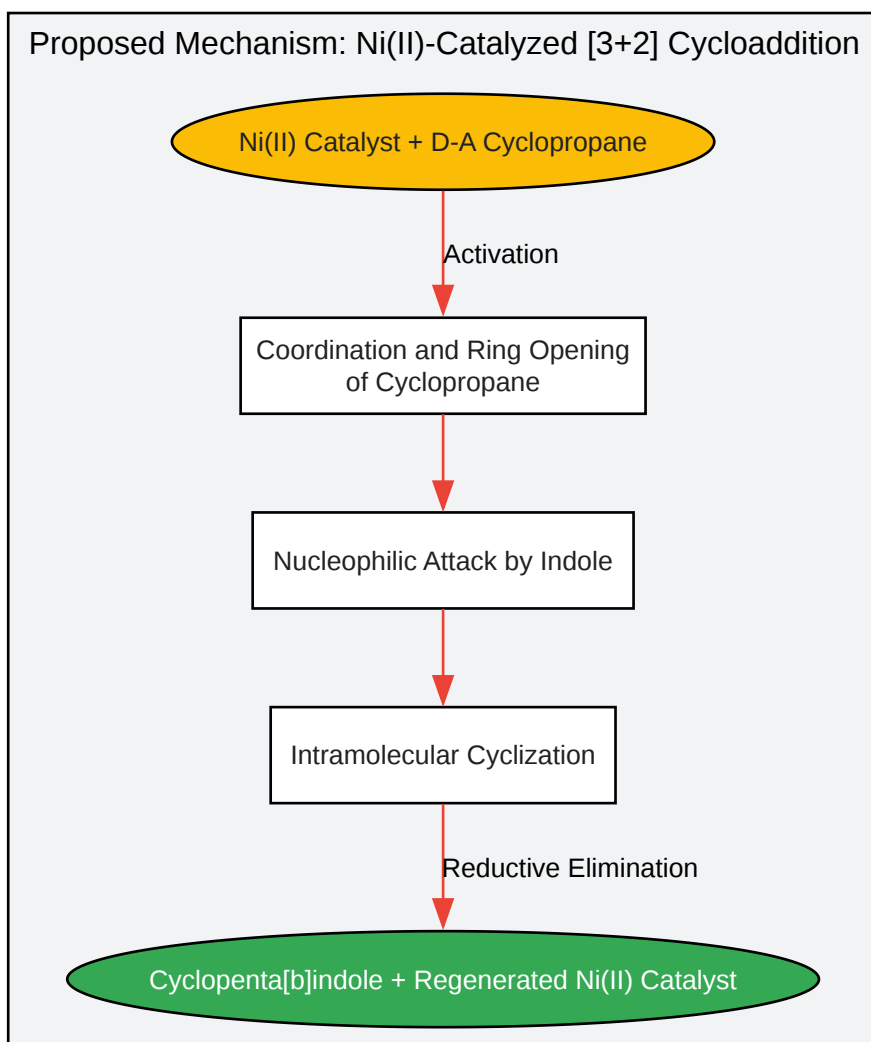 Proposed Mechanism: Ni(II)-Catalyzed [3+2] Cycloaddition
Ni(II) Catalyst + D-A Cyclopropane
Activation
Coordination and Ring Opening
of Cyclopropane
Nucleophilic Attack by Indole
Intramolecular Cyclization
Reductive Elimination
Cyclopenta[b]indole + Regenerated Ni(II) Catalyst